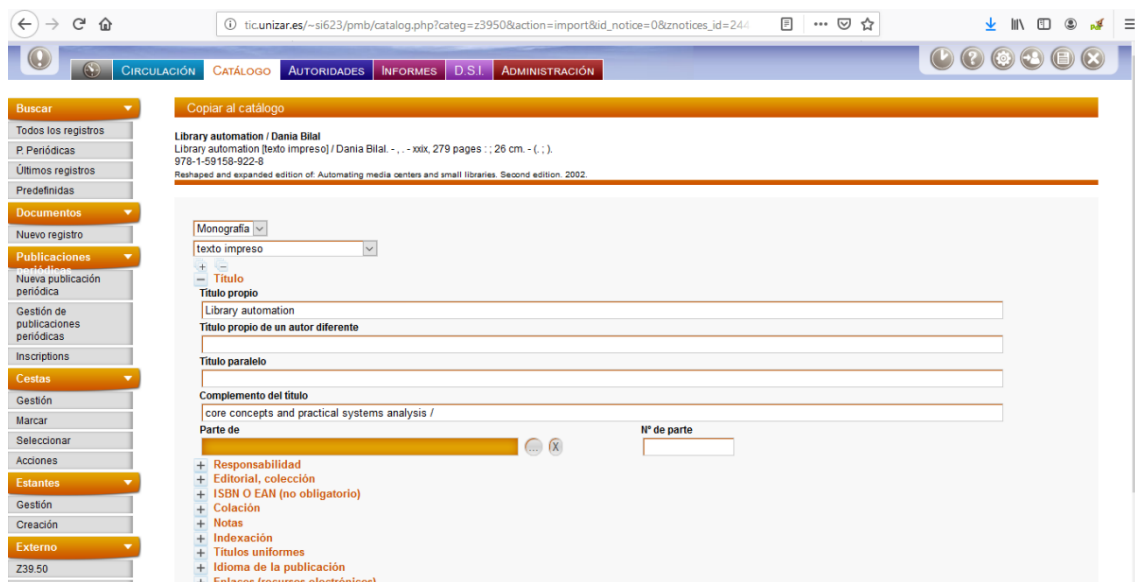 tic.unizar.es/~si623/pmb/catalog.php?categ=z3950&action=import&id_notice=0&znotices_id=244
CIRCULACIÓN CATÁLOGO AUTORIDADES INFORMES D.S.I. ADMINISTRACIÓN
Buscar
Todos los registros
P. Periódicas
Últimos registros
Predefinidas
Documentos
Nuevo registro
Publicaciones
periódicas
Nueva publicación
periódica
Gestión de
publicaciones
periódicas
Inscriptions
Cestas
Gestión
Marcar
Seleccionar
Acciones
Estantes
Gestión
Creación
Externo
Z39.50
Copiar al catálogo
Library automation / Dania Bilal
Library automation [texto impreso] / Dania Bilal. - , . - xxix, 279 pages : ; 26 cm. - ( . ; ).
978-1-59158-922-8
Reshaped and expanded edition of: Automating media centers and small libraries. Second edition. 2002.
Monografía
texto impreso
Título
Título propio
Library automation
Título propio de un autor diferente
Título paralelo
Complemento del título
core concepts and practical systems analysis /
Parte de Nº de parte
... X
Responsabilidad
Editorial, colección
ISBN O EAN (no obligatorio)
Colación
Notas
Indexación
Títulos uniformes
Idioma de la publicación
Enlaces (recursos electrónicos)